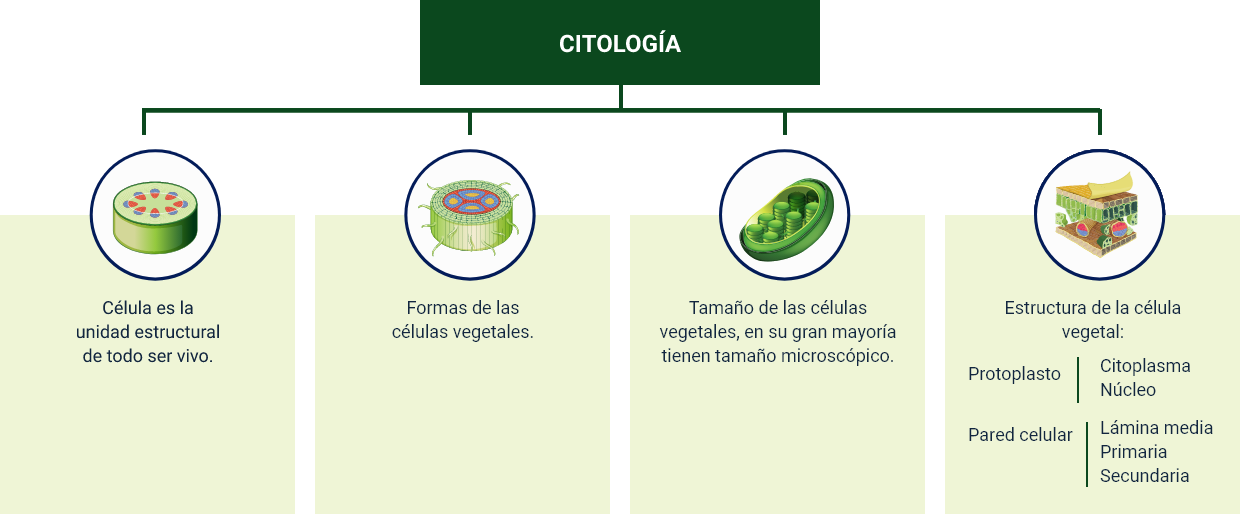 CITOLOGÍA
Célula es la
unidad estructural
de todo ser vivo.
Formas de las
células vegetales.
Tamaño de las células
vegetales, en su gran mayoría
tienen tamaño microscópico.
Estructura de la célula
vegetal:
Protoplasto
Citoplasma
Núcleo
Pared celular
Lámina media
Primaria
Secundaria